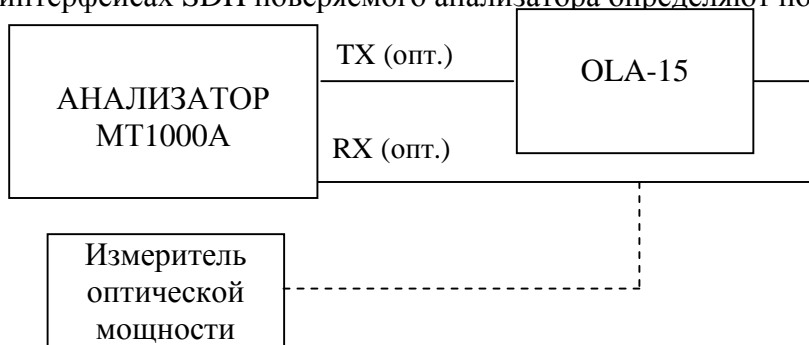 интерфейсах SDH поверяемого анализатора определяют по
TX (опт.)
OLA-15
АНАЛИЗАТОР
MT1000A
RX (опт.)
Измеритель
оптической
мощности